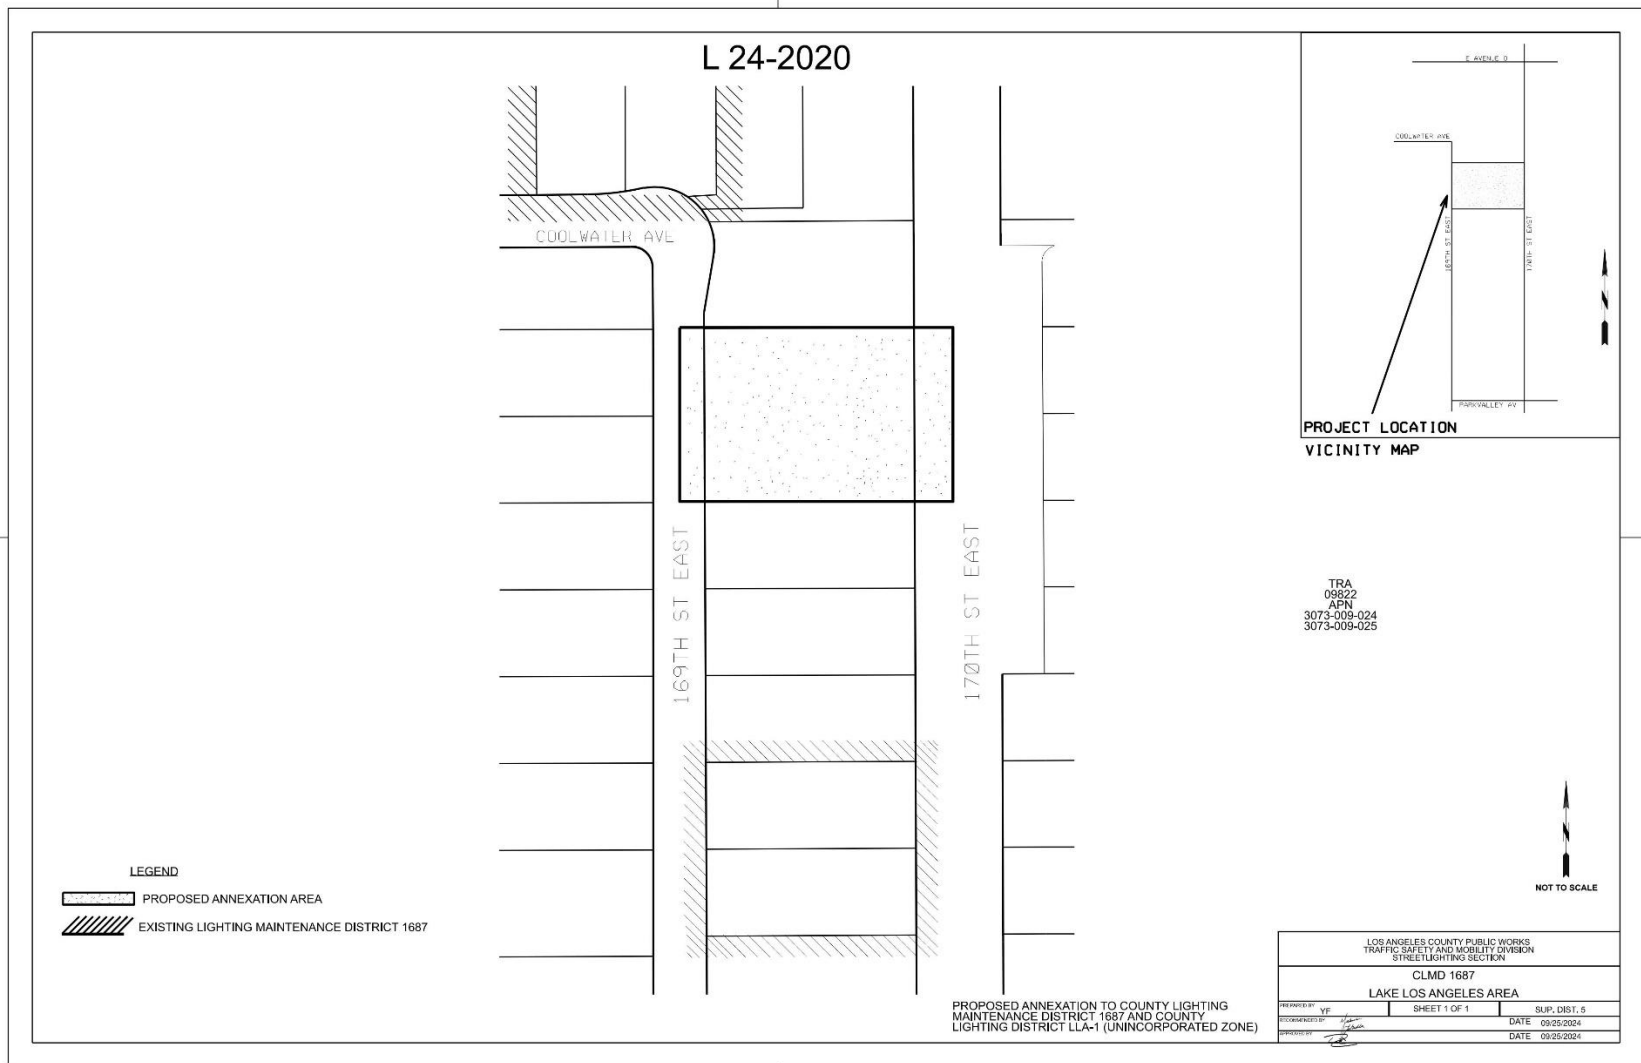 L 24-2020
E AVENUE O
COOLWATER AVE
169TH ST EAST
170TH ST EAST
PARKVALLEY AV
N
PROJECT LOCATION
VICINITY MAP
COOLWATER AVE
169TH ST EAST
170TH ST EAST
TRA
09822
APN
3073-009-024
3073-009-025
LEGEND
PROPOSED ANNEXATION AREA
EXISTING LIGHTING MAINTENANCE DISTRICT 1687
N
NOT TO SCALE
PROPOSED ANNEXATION TO COUNTY LIGHTING
MAINTENANCE DISTRICT 1687 AND COUNTY
LIGHTING DISTRICT LLA-1 (UNINCORPORATED ZONE)
LOS ANGELES COUNTY PUBLIC WORKS
TRAFFIC SAFETY AND MOBILITY DIVISION
STREETLIGHTING SECTION
CLMD 1687
LAKE LOS ANGELES AREA
PREPARED BY YF SHEET 1 OF 1 SUP. DIST. 5
RECOMMENDED BY DATE 09/25/2024
APPROVED BY DATE 09/25/2024